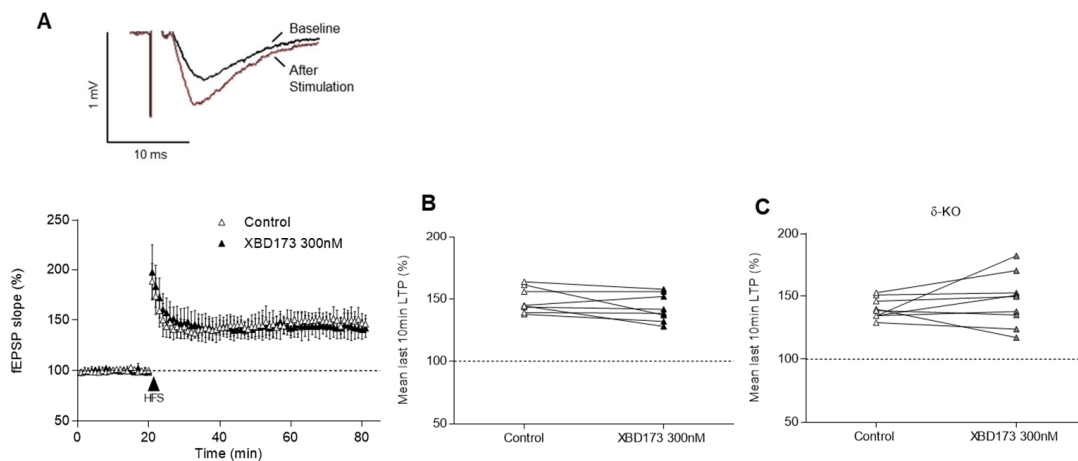 A
Baseline
After
Stimulation
1 mV
10 ms
fEPSP slope (%)
250
200
150
100
50
Control
XBD173 300nM
HFS
0
20
40
60
80
Time (min)
B
Mean last 10min LTP (%)
200
150
100
50
Control
XBD173 300nM
C
δ-KO
Mean last 10min LTP (%)
200
150
100
50
Control
XBD173 300nM